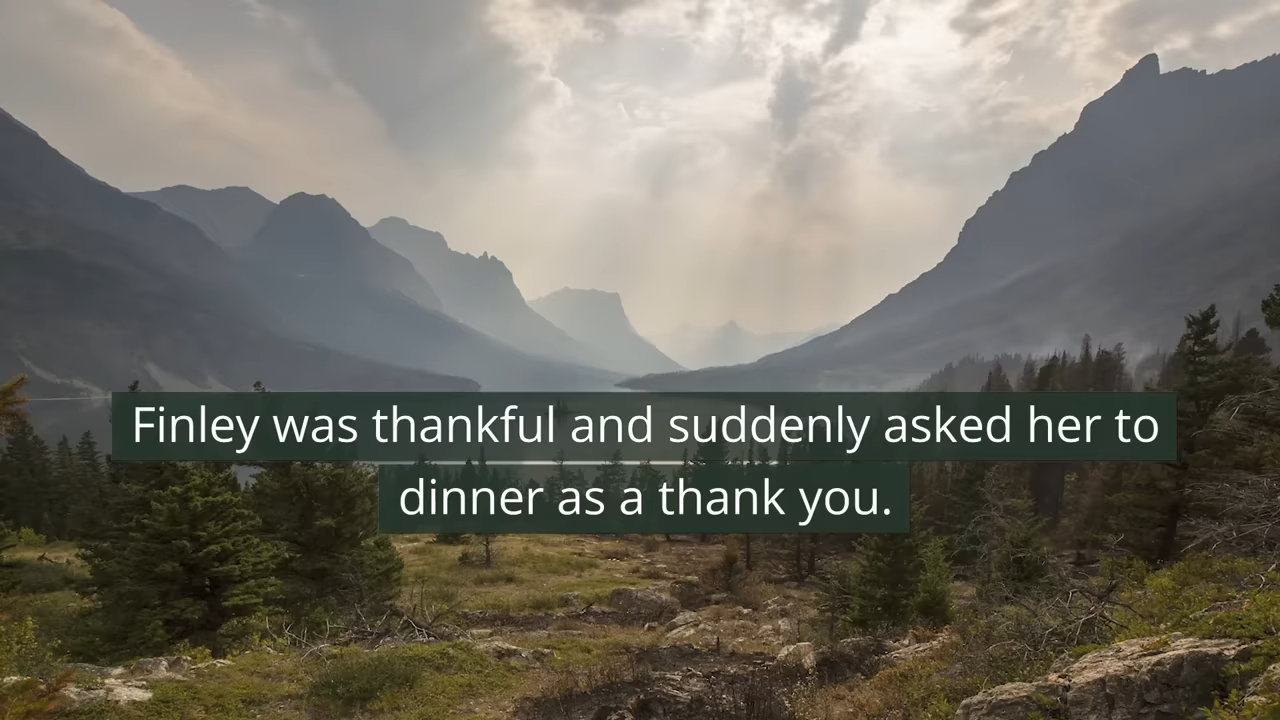 Finley was thankful and suddenly asked her to
dinner as a thank you.